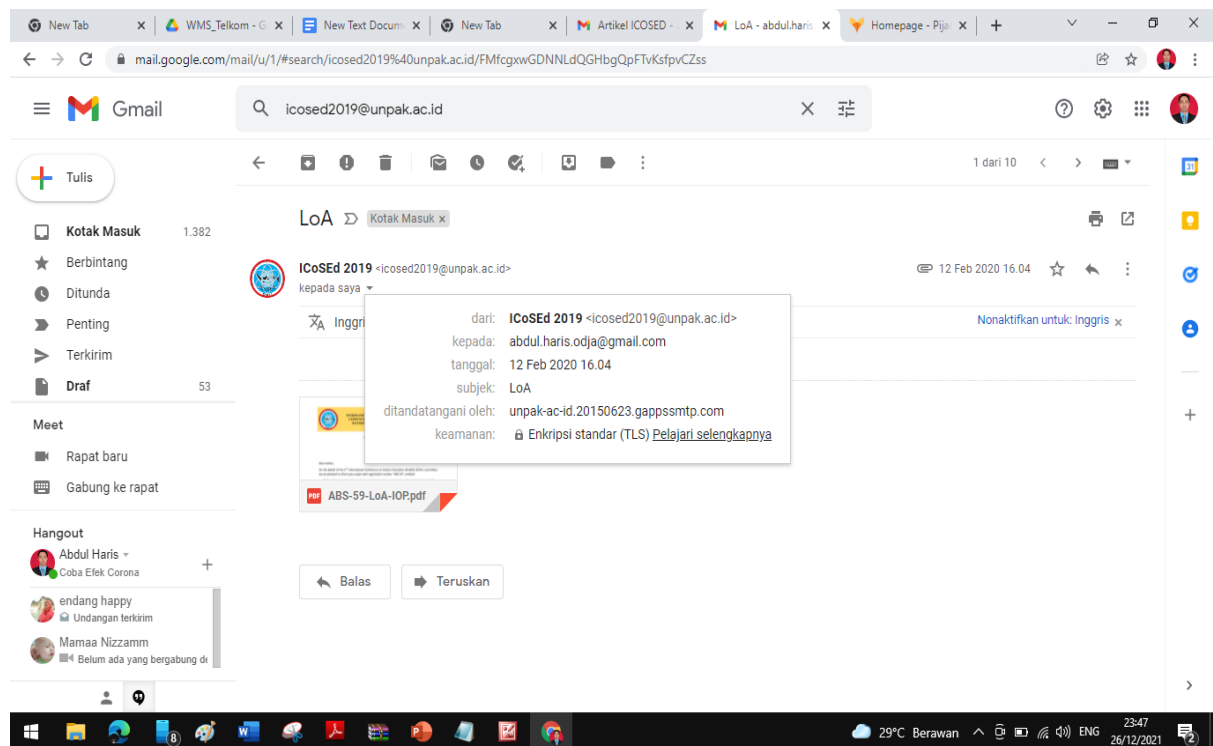 New Tab
WMS_Telkom - G
New Text Docum
New Tab
Artikel ICOSED -
LoA - abdul.haris
Homepage - Pija
mail.google.com/mail/u/1/#search/icosed2019%40unpak.ac.id/FMfcgxwGDNNLdQGHbgQpFTvKsfpvCZss
Gmail
icosed2019@unpak.ac.id
Tulis
1 dari 10
31
LoA
Kotak Masuk x
Kotak Masuk 1.382
Berbintang
Ditunda
Penting
Terkirim
Draf 53
ICoSEd 2019 <icosed2019@unpak.ac.id>
12 Feb 2020 16.04
kepada saya
Inggri
Nonaktifkan untuk: Inggris x
dari: ICoSEd 2019 <icosed2019@unpak.ac.id>
kepada: abdul.haris.odja@gmail.com
tanggal: 12 Feb 2020 16.04
subjek: LoA
ditandatangani oleh: unpak-ac-id.20150623.gappssmtp.com
keamanan: Enkripsi standar (TLS) Pelajari selengkapnya
PDF ABS-59-LoA-IOP.pdf
Meet
Rapat baru
Gabung ke rapat
Hangout
Abdul Haris
Coba Efek Corona
endang happy
Undangan terkirim
Mamaa Nizzamm
Belum ada yang bergabung de
Balas
Teruskan
8
29°C Berawan
ENG
23:47
26/12/2021
2